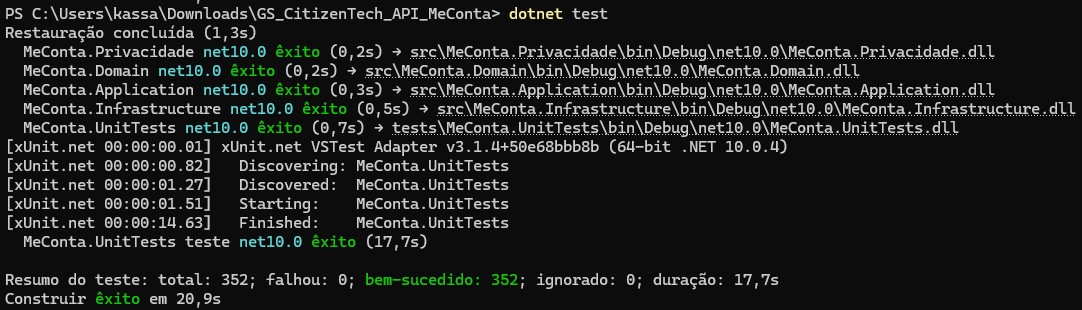 PS C:\Users\kassa\Downloads\GS_CitizenTech_API_MeConta> dotnet test
Restauração concluída (1,3s)
  MeConta.Privacidade net10.0 êxito (0,2s) → src\MeConta.Privacidade\bin\Debug\net10.0\MeConta.Privacidade.dll
  MeConta.Domain net10.0 êxito (0,2s) → src\MeConta.Domain\bin\Debug\net10.0\MeConta.Domain.dll
  MeConta.Application net10.0 êxito (0,3s) → src\MeConta.Application\bin\Debug\net10.0\MeConta.Application.dll
  MeConta.Infrastructure net10.0 êxito (0,5s) → src\MeConta.Infrastructure\bin\Debug\net10.0\MeConta.Infrastructure.dll
  MeConta.UnitTests net10.0 êxito (0,7s) → tests\MeConta.UnitTests\bin\Debug\net10.0\MeConta.UnitTests.dll
[xUnit.net 00:00:00.01] xUnit.net VSTest Adapter v3.1.4+50e68bbb8b (64-bit .NET 10.0.4)
[xUnit.net 00:00:00.82]   Discovering: MeConta.UnitTests
[xUnit.net 00:00:01.27]   Discovered:  MeConta.UnitTests
[xUnit.net 00:00:01.51]   Starting:    MeConta.UnitTests
[xUnit.net 00:00:14.63]   Finished:    MeConta.UnitTests
  MeConta.UnitTests teste net10.0 êxito (17,7s)

Resumo do teste: total: 352; falhou: 0; bem-sucedido: 352; ignorado: 0; duração: 17,7s
Construir êxito em 20,9s